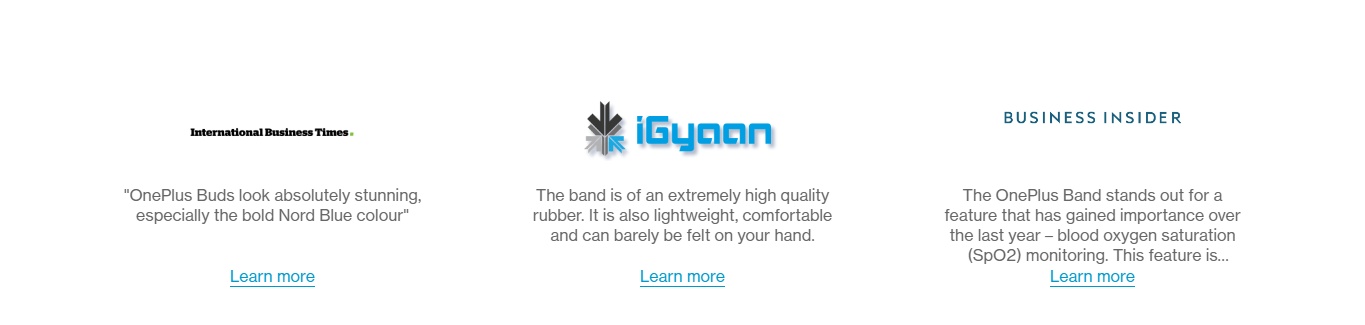 International Business Times.
"OnePlus Buds look absolutely stunning,
especially the bold Nord Blue colour"
Learn more
iGyaan
The band is of an extremely high quality
rubber. It is also lightweight, comfortable
and can barely be felt on your hand.
Learn more
BUSINESS INSIDER
The OnePlus Band stands out for a
feature that has gained importance over
the last year – blood oxygen saturation
(SpO2) monitoring. This feature is...
Learn more